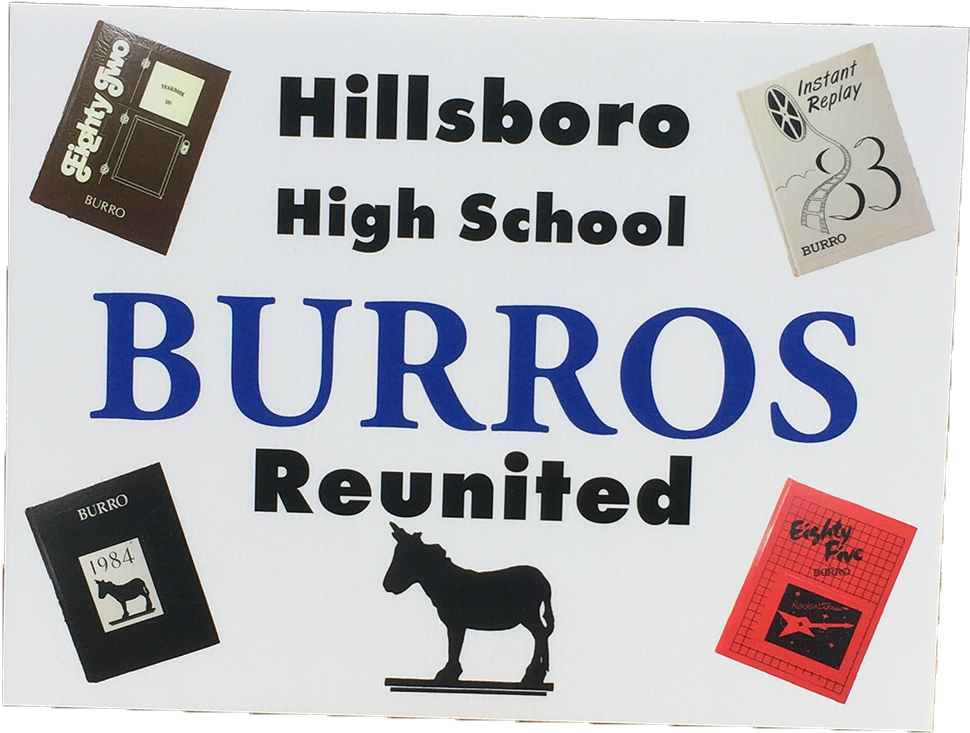 Hillsboro
High School
BURROS
Reunited
Eighty Two
YEARBOOK
BURRO
Instant
Replay
83
BURRO
BURRO
1984
Eighty
Five
BURRO